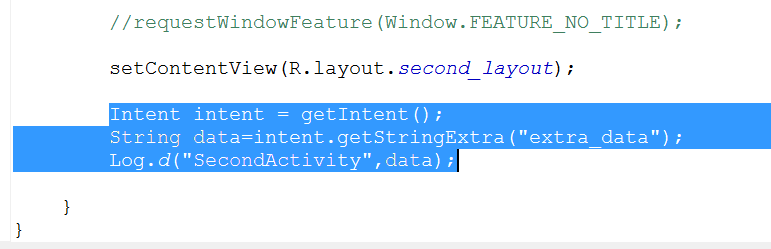 //requestWindowFeature(Window.FEATURE_NO_TITLE);
setContentView(R.layout.second_layout);
Intent intent = getIntent();
String data=intent.getStringExtra("extra_data");
Log.d("SecondActivity",data);
}
}